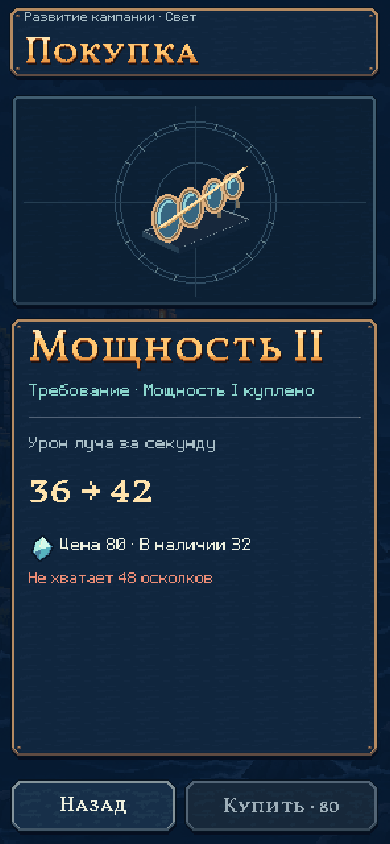 Развитие кампании · Свет
Покупка
Мощность II
Требование · Мощность I куплено
Урон луча за секунду
36 → 42
Цена 80 · В наличии 32
Не хватает 48 осколков
Назад
Купить · 80